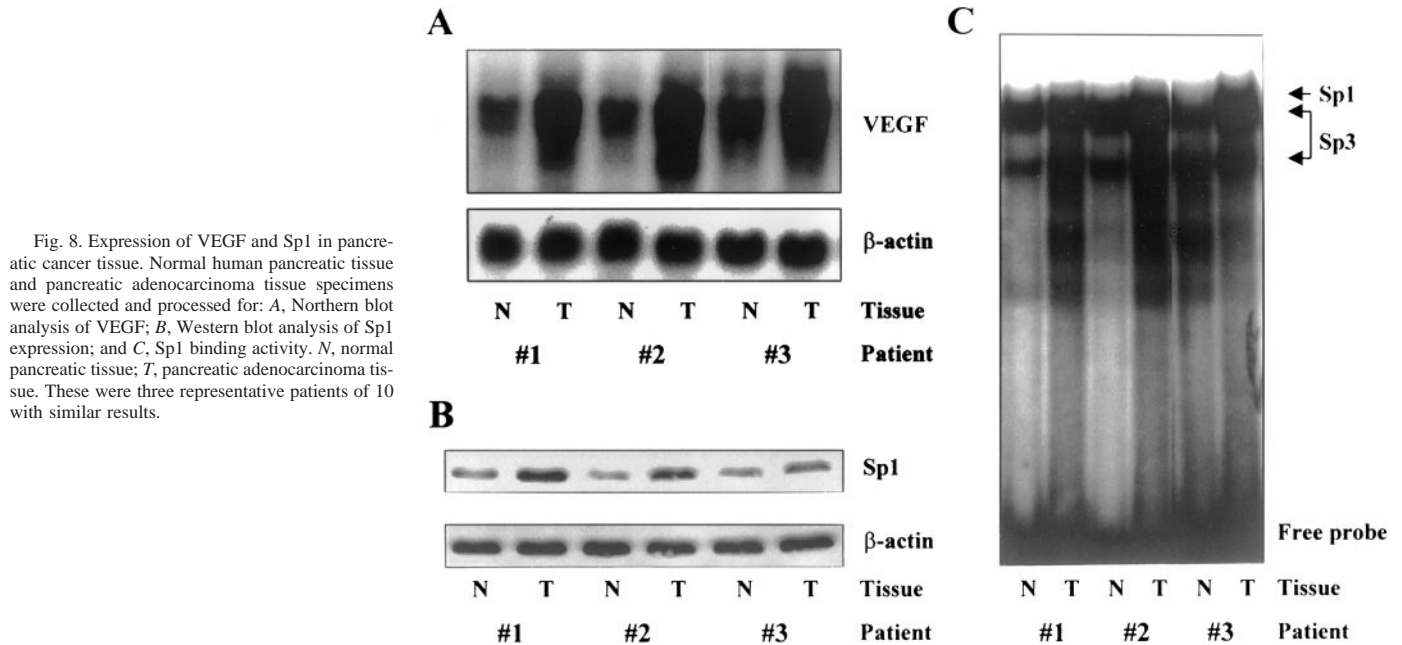 Fig. 8. Expression of VEGF and Sp1 in pancre-
atic cancer tissue. Normal human pancreatic tissue
and pancreatic adenocarcinoma tissue specimens
were collected and processed for: A, Northern blot
analysis of VEGF; B, Western blot analysis of Sp1
expression; and C, Sp1 binding activity. N, normal
pancreatic tissue; T, pancreatic adenocarcinoma tis-
sue. These were three representative patients of 10
with similar results.
A
VEGF
β-actin
N T N T N T Tissue
#1 #2 #3 Patient
B
Sp1
β-actin
N T N T N T Tissue
#1 #2 #3 Patient
C
Sp1
Sp3
Free probe
N T N T N T Tissue
#1 #2 #3 Patient